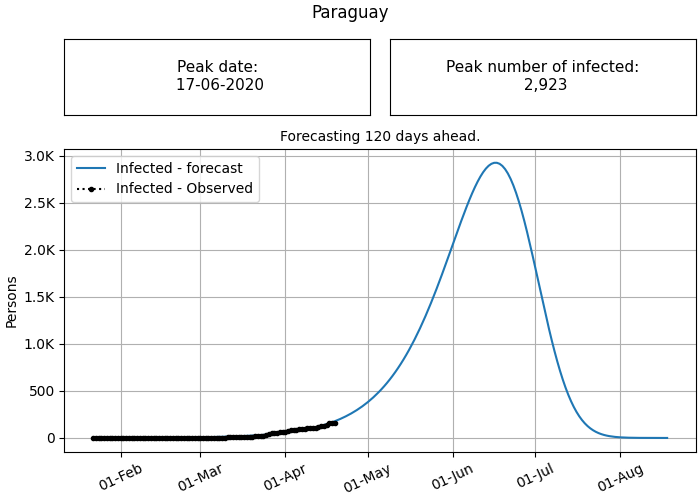 Paraguay
Peak date:
17-06-2020
Peak number of infected:
2,923
Forecasting 120 days ahead.
Infected - forecast
Infected - Observed
Persons
3.0K
2.5K
2.0K
1.5K
1.0K
500
0
01-Feb
01-Mar
01-Apr
01-May
01-Jun
01-Jul
01-Aug